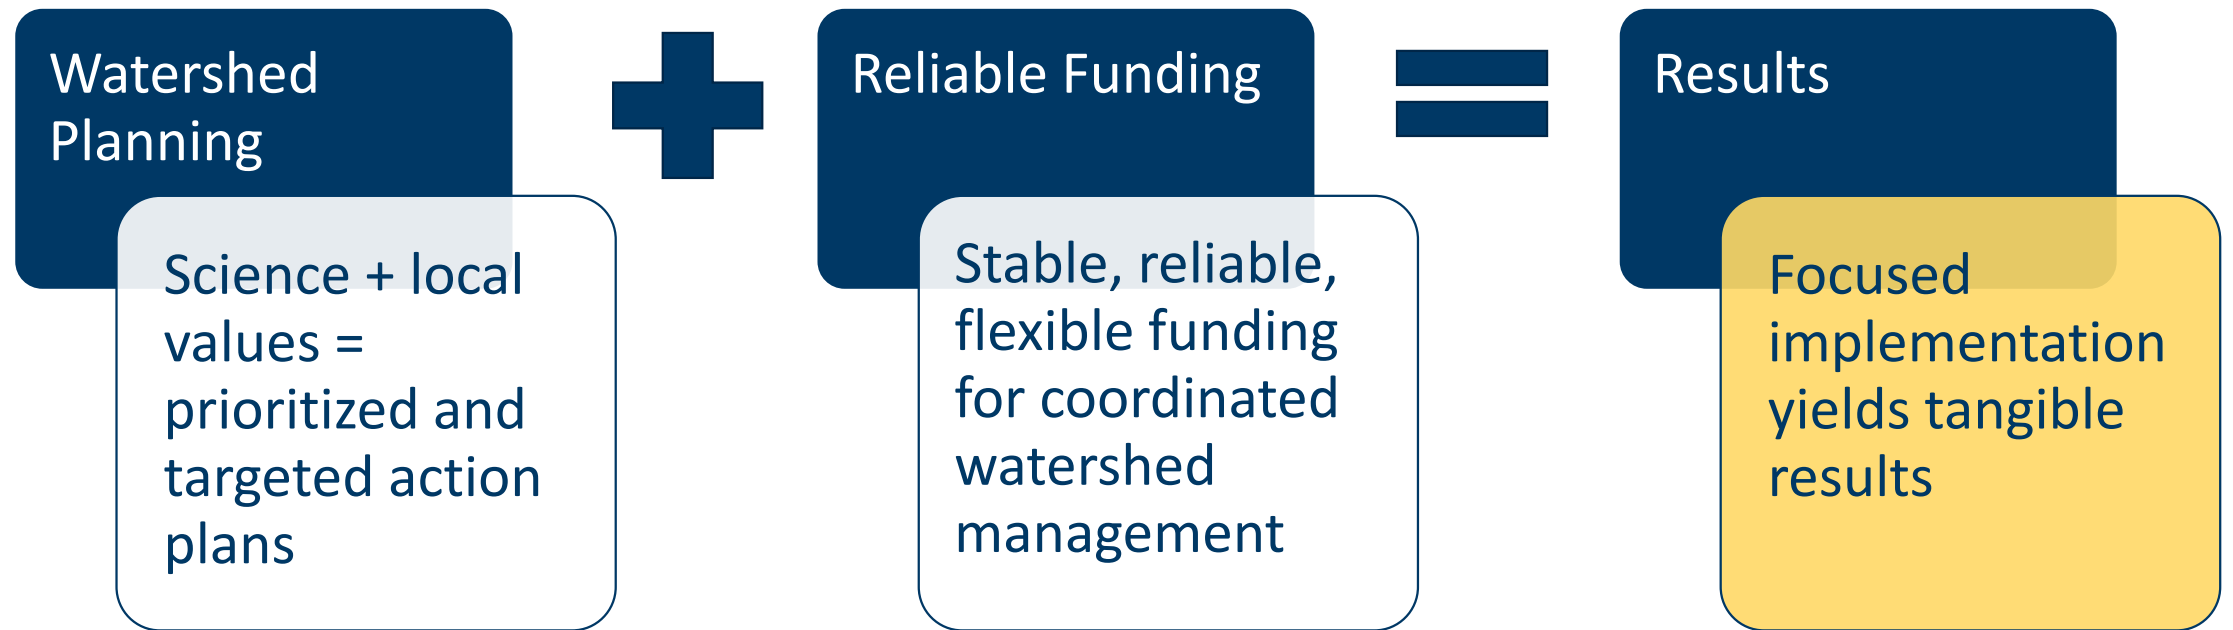 Watershed
Planning
Science + local
values =
prioritized and
targeted action
plans
Reliable Funding
Stable, reliable,
flexible funding
for coordinated
watershed
management
Results
Focused
implementation
yields tangible
results